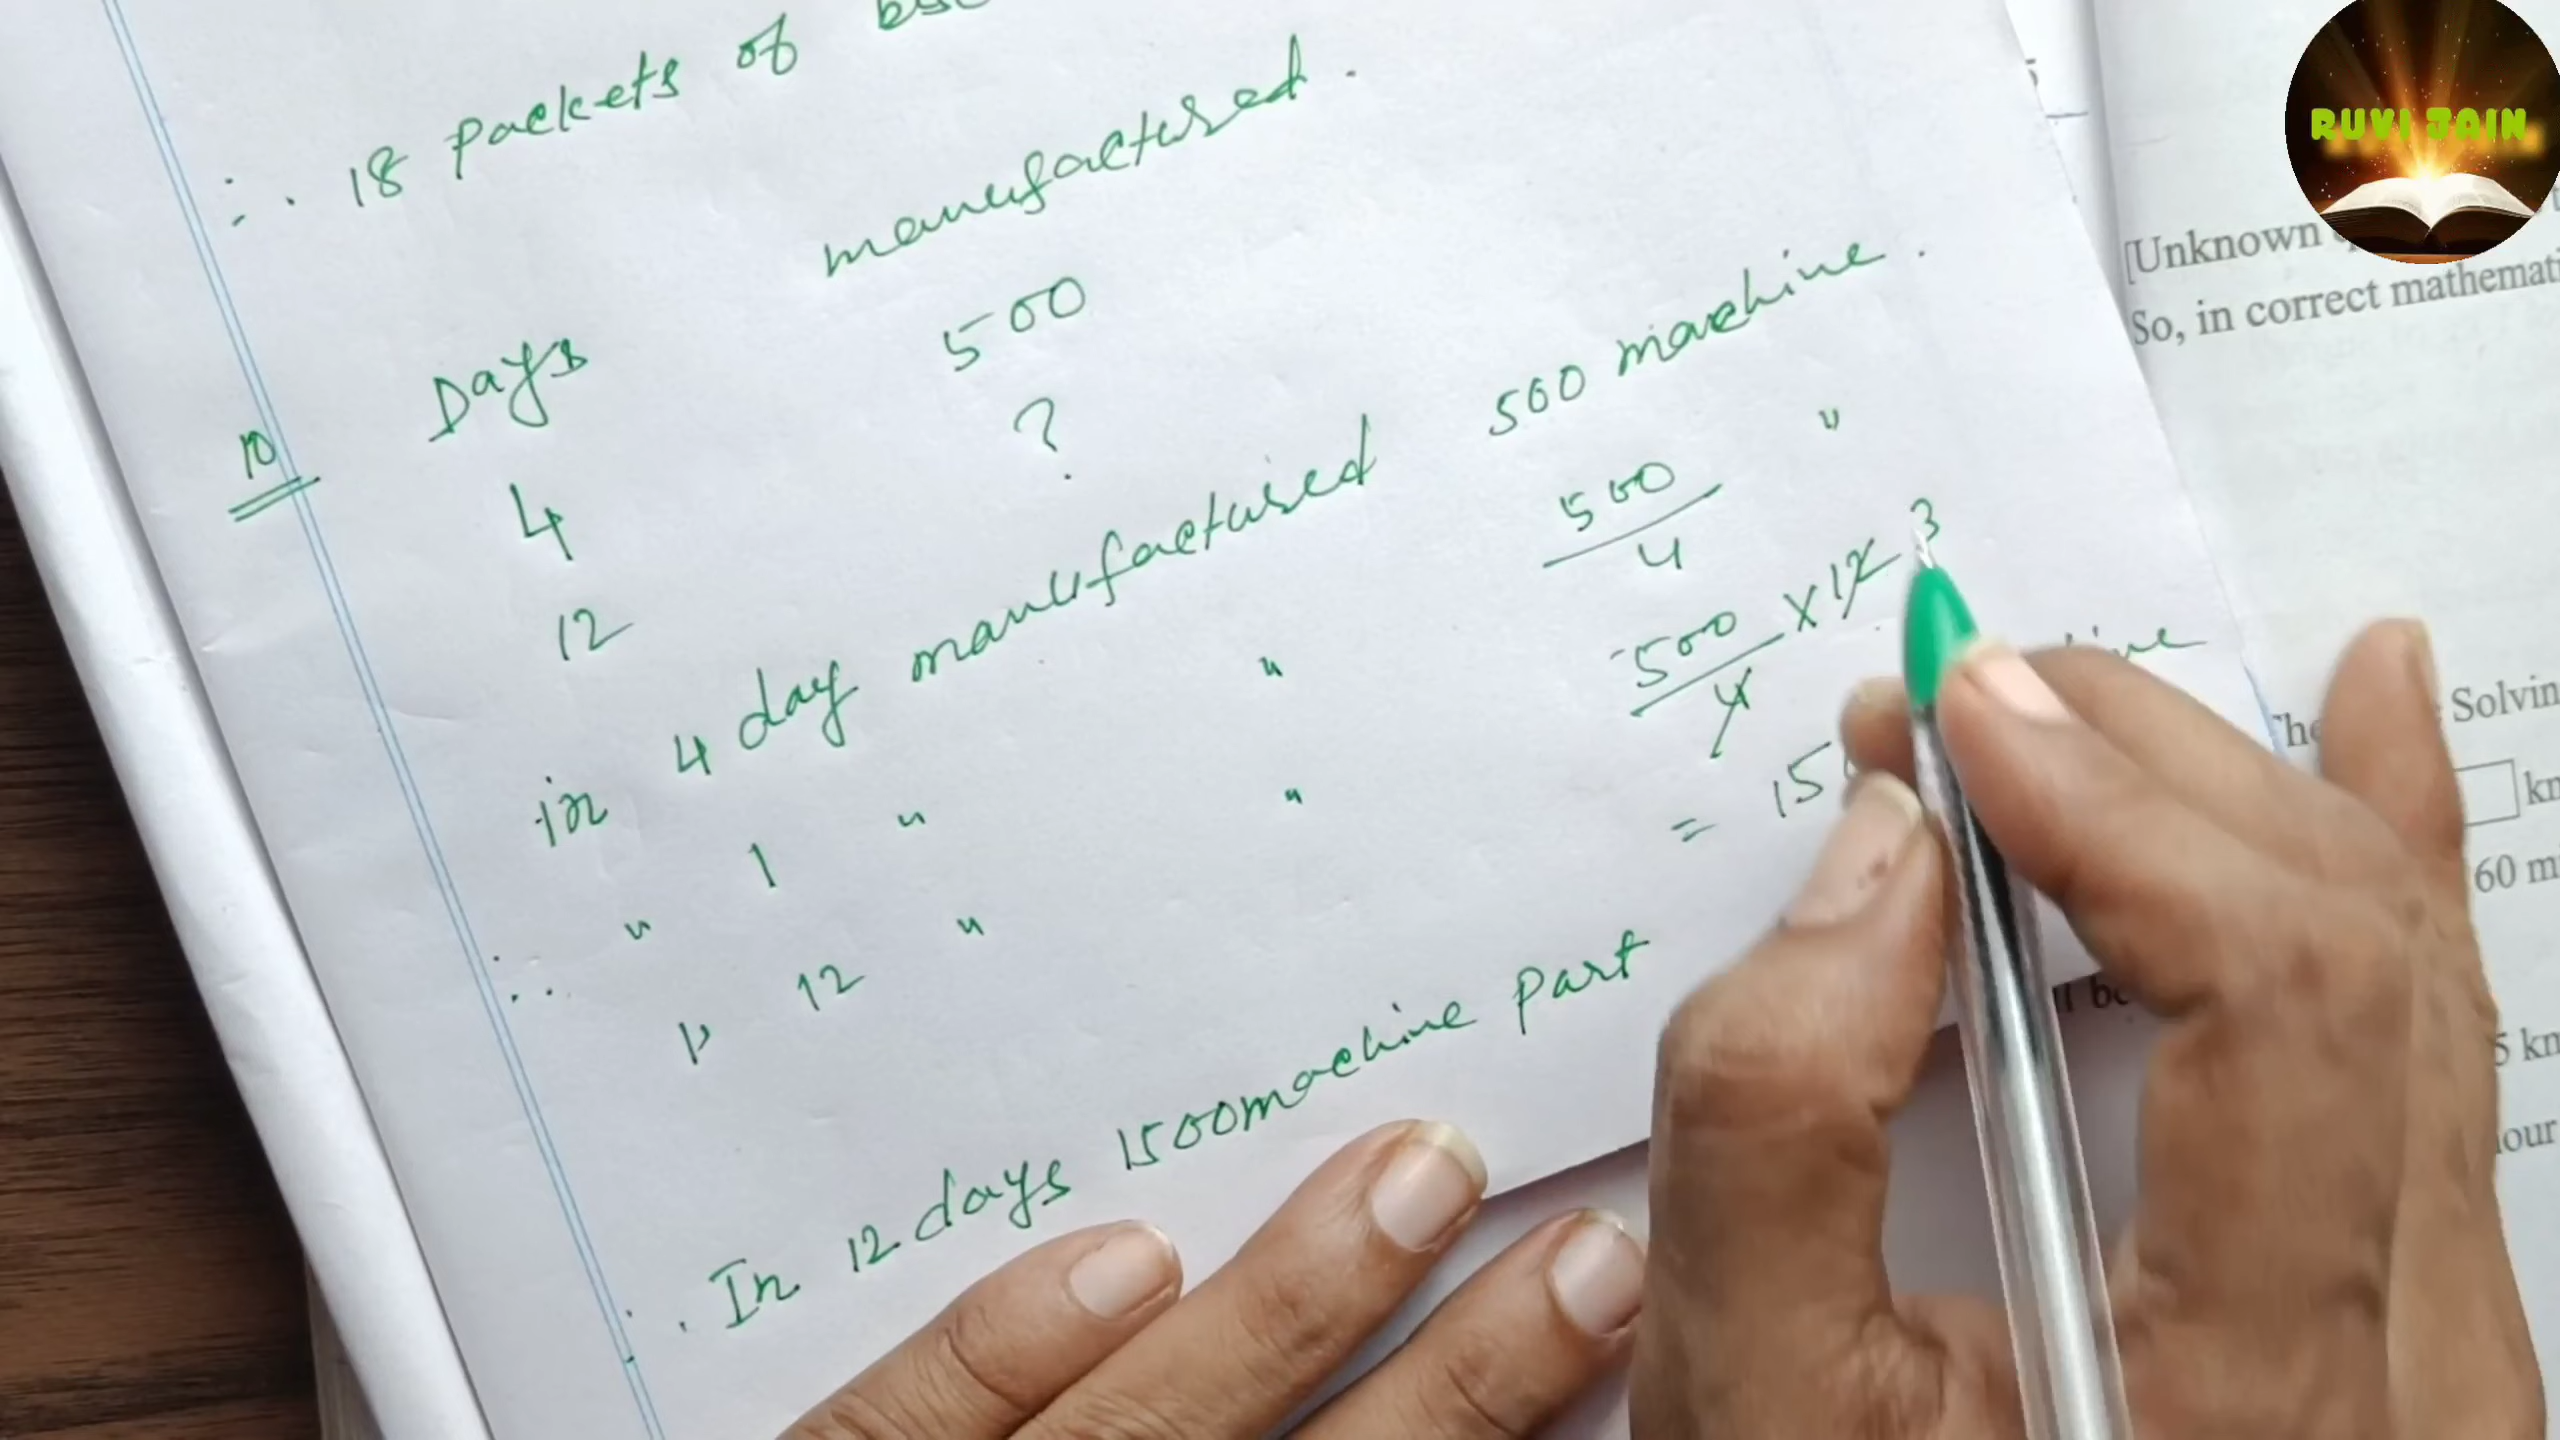 ∴ 18 packets of
10 Days manufactured.
4 500
12 ?
in 4 day manufactured 500 machine.
∴ " 1 " " 500/4 "
" 12 " " 500/4 × 12 3
= 15
∴ In 12 days 1500 machine part
RUVI JAIN
[Unknown
So, in correct
Solvin
km
60
5 km